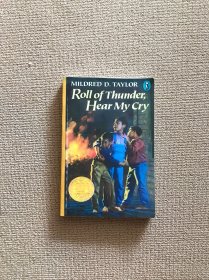 MILDRED D. TAYLOR
Roll of Thunder,
Hear My Cry